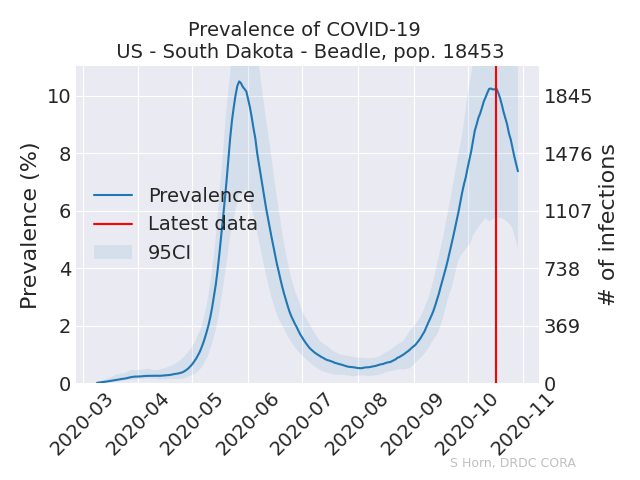 Prevalence of COVID-19
US - South Dakota - Beadle, pop. 18453
Prevalence (%)
10
8
6
4
2
0
Prevalence
Latest data
95CI
1845
1476
1107
738
369
0
# of infections
2020-03
2020-04
2020-05
2020-06
2020-07
2020-08
2020-09
2020-10
2020-11
S Horn, DRDC CORA